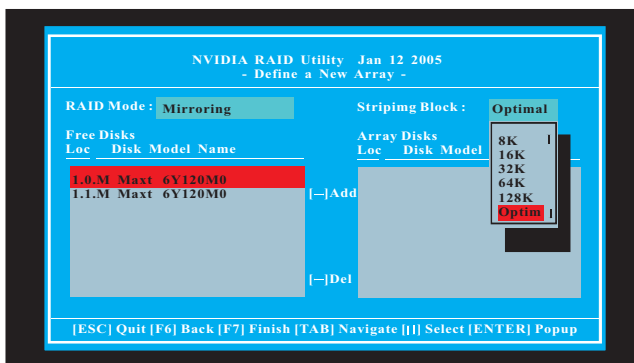 NVIDIA RAID Utility Jan 12 2005
- Define a New Array -
RAID Mode : Mirroring
Stripimg Block : Optimal
Free Disks
Loc Disk Model Name
Array Disks
Loc Disk Model
8K
16K
32K
64K
128K
Optim
1.0.M Maxt 6Y120M0
1.1.M Maxt 6Y120M0
[—]Add
[—]Del
[ESC] Quit [F6] Back [F7] Finish [TAB] Navigate [||] Select [ENTER] Popup